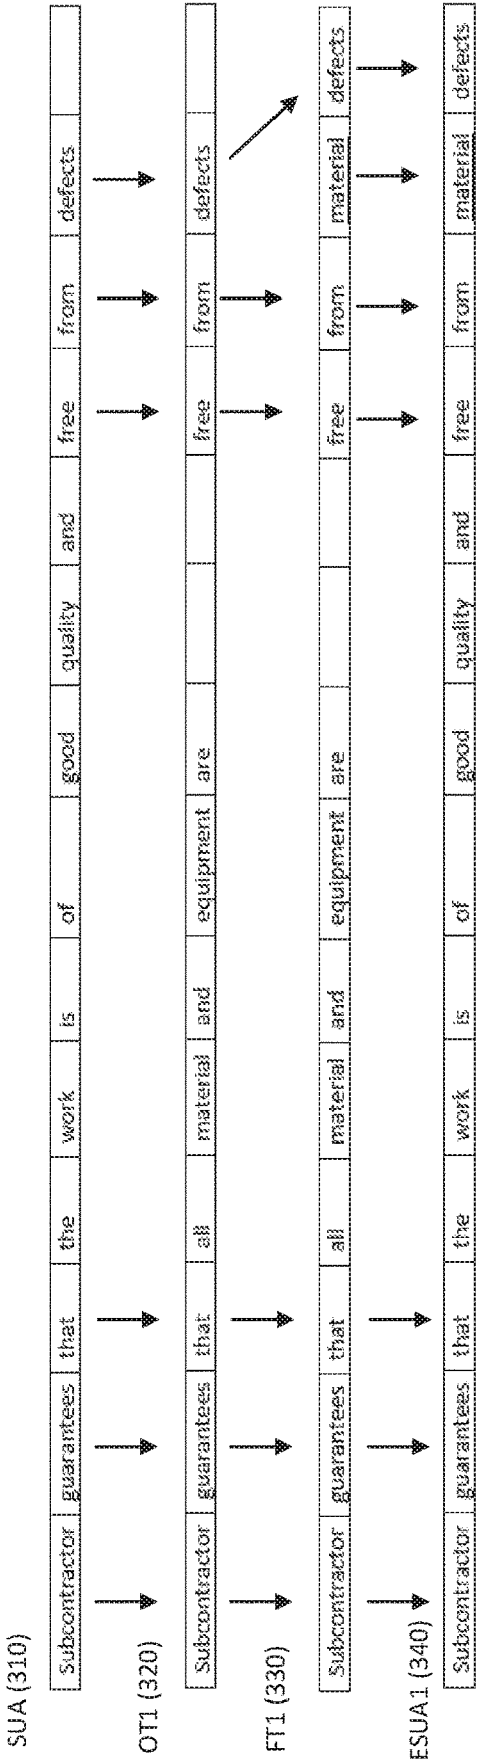 SUA (310)
Subcontractor guarantees that the work is of good quality and free from defects
OT1 (320)
Subcontractor guarantees that all material and equipment are free from defects
FT1 (330)
Subcontractor guarantees that all material and equipment are free from material defects
ESUA1 (340)
Subcontractor guarantees that the work is of good quality and free from material defects